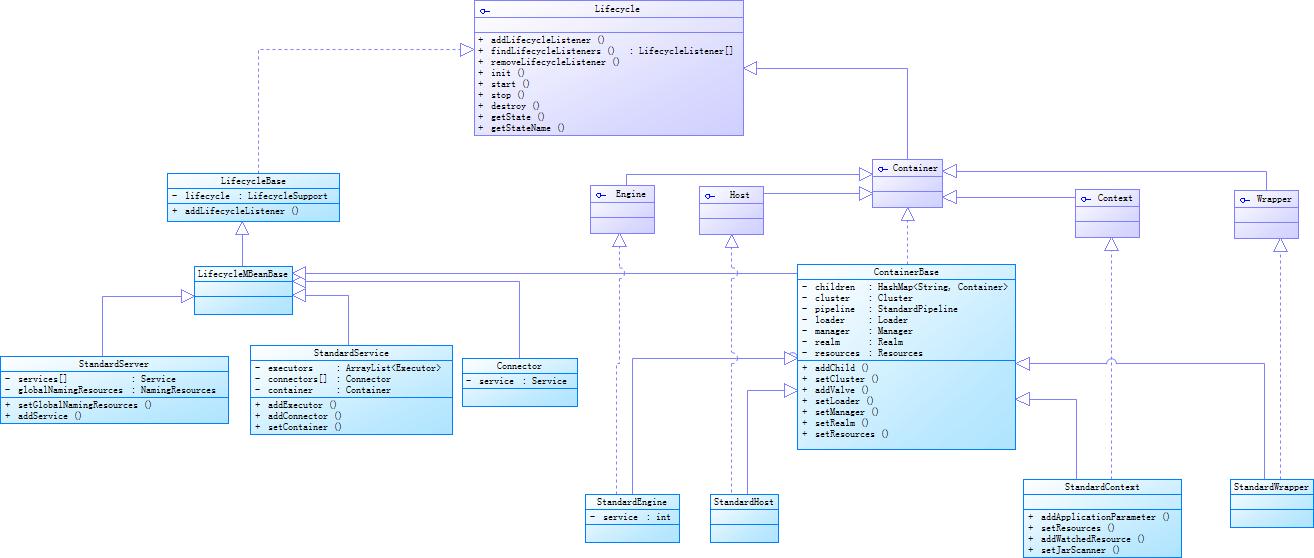 Lifecycle
+ addLifecycleListener ()
+ findLifecycleListeners () : LifecycleListener[]
+ removeLifecycleListener ()
+ init ()
+ start ()
+ stop ()
+ destroy ()
+ getState ()
+ getStateName ()
LifecycleBase
- lifecycle : LifecycleSupport
+ addLifecycleListener ()
Engine
Host
Container
Context
Wrapper
LifecycleMBeanBase
ContainerBase
- children : HashMap<String, Container>
- cluster : Cluster
- pipeline : StandardPipeline
- loader : Loader
- manager : Manager
- realm : Realm
- resources : Resources
+ addChild ()
+ setCluster ()
+ addValve ()
+ setLoader ()
+ setManager ()
+ setRealm ()
+ setResources ()
StandardServer
- services[] : Service
- globalNamingResources : NamingResources
+ setGlobalNamingResources ()
+ addService ()
StandardService
- executors : ArrayList<Executor>
- connectors[] : Connector
- container : Container
+ addExecutor ()
+ addConnector ()
+ setContainer ()
Connector
- service : Service
StandardEngine
- service : int
StandardHost
StandardContext
+ addApplicationParameter ()
+ setResources ()
+ addWatchedResource ()
+ setJarScanner ()
StandardWrapper